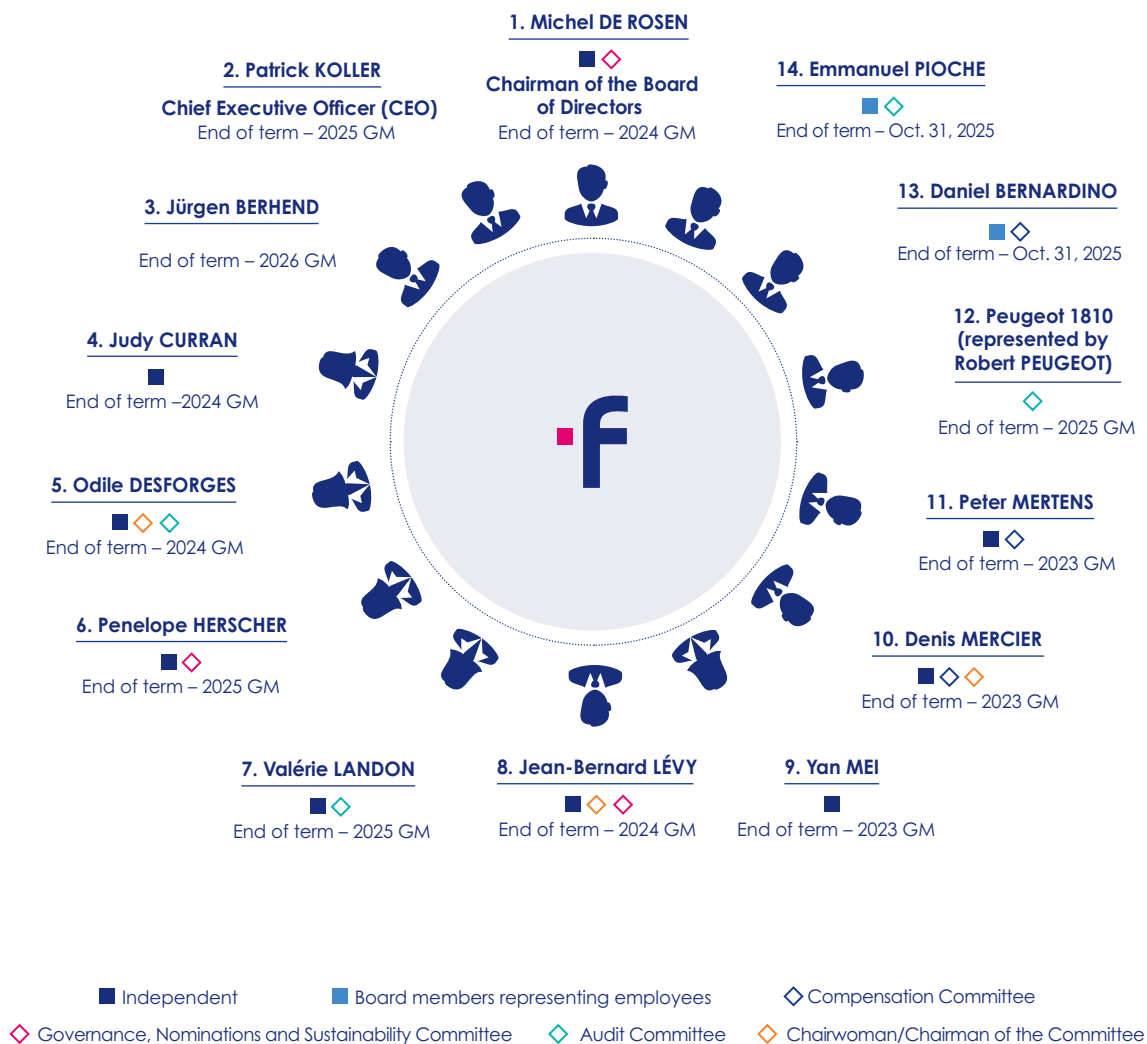 1. Michel DE ROSEN
Chairman of the Board
of Directors
End of term – 2024 GM
2. Patrick KOLLER
Chief Executive Officer (CEO)
End of term – 2025 GM
3. Jürgen BERHEND
End of term – 2026 GM
4. Judy CURRAN
End of term –2024 GM
5. Odile DESFORGES
End of term – 2024 GM
6. Penelope HERSCHER
End of term – 2025 GM
7. Valérie LANDON
End of term – 2025 GM
8. Jean-Bernard LÉVY
End of term – 2024 GM
9. Yan MEI
End of term – 2023 GM
10. Denis MERCIER
End of term – 2023 GM
11. Peter MERTENS
End of term – 2023 GM
12. Peugeot 1810
(represented by
Robert PEUGEOT)
End of term – 2025 GM
13. Daniel BERNARDINO
End of term – Oct. 31, 2025
14. Emmanuel PIOCHE
End of term – Oct. 31, 2025
f
Independent
Board members representing employees
Compensation Committee
Governance, Nominations and Sustainability Committee
Audit Committee
Chairwoman/Chairman of the Committee